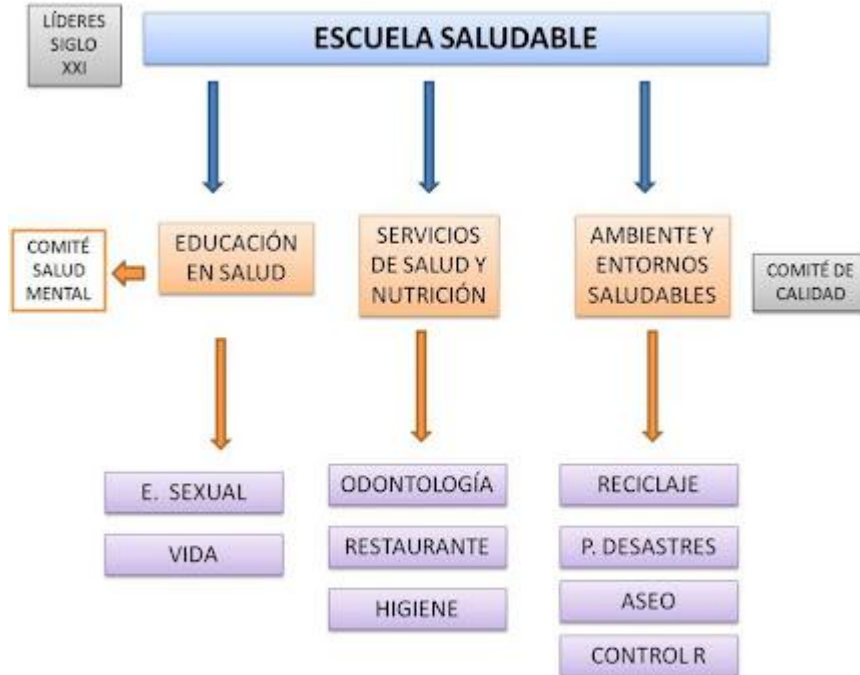 LÍDERES
SIGLO
XXI
ESCUELA SALUDABLE
COMITÉ
SALUD
MENTAL
EDUCACIÓN
EN SALUD
SERVICIOS
DE SALUD Y
NUTRICIÓN
AMBIENTE Y
ENTORNOS
SALUDABLES
COMITÉ DE
CALIDAD
E. SEXUAL
VIDA
ODONTOLOGÍA
RESTAURANTE
HIGIENE
RECICLAJE
P. DESASTRES
ASEO
CONTROL R